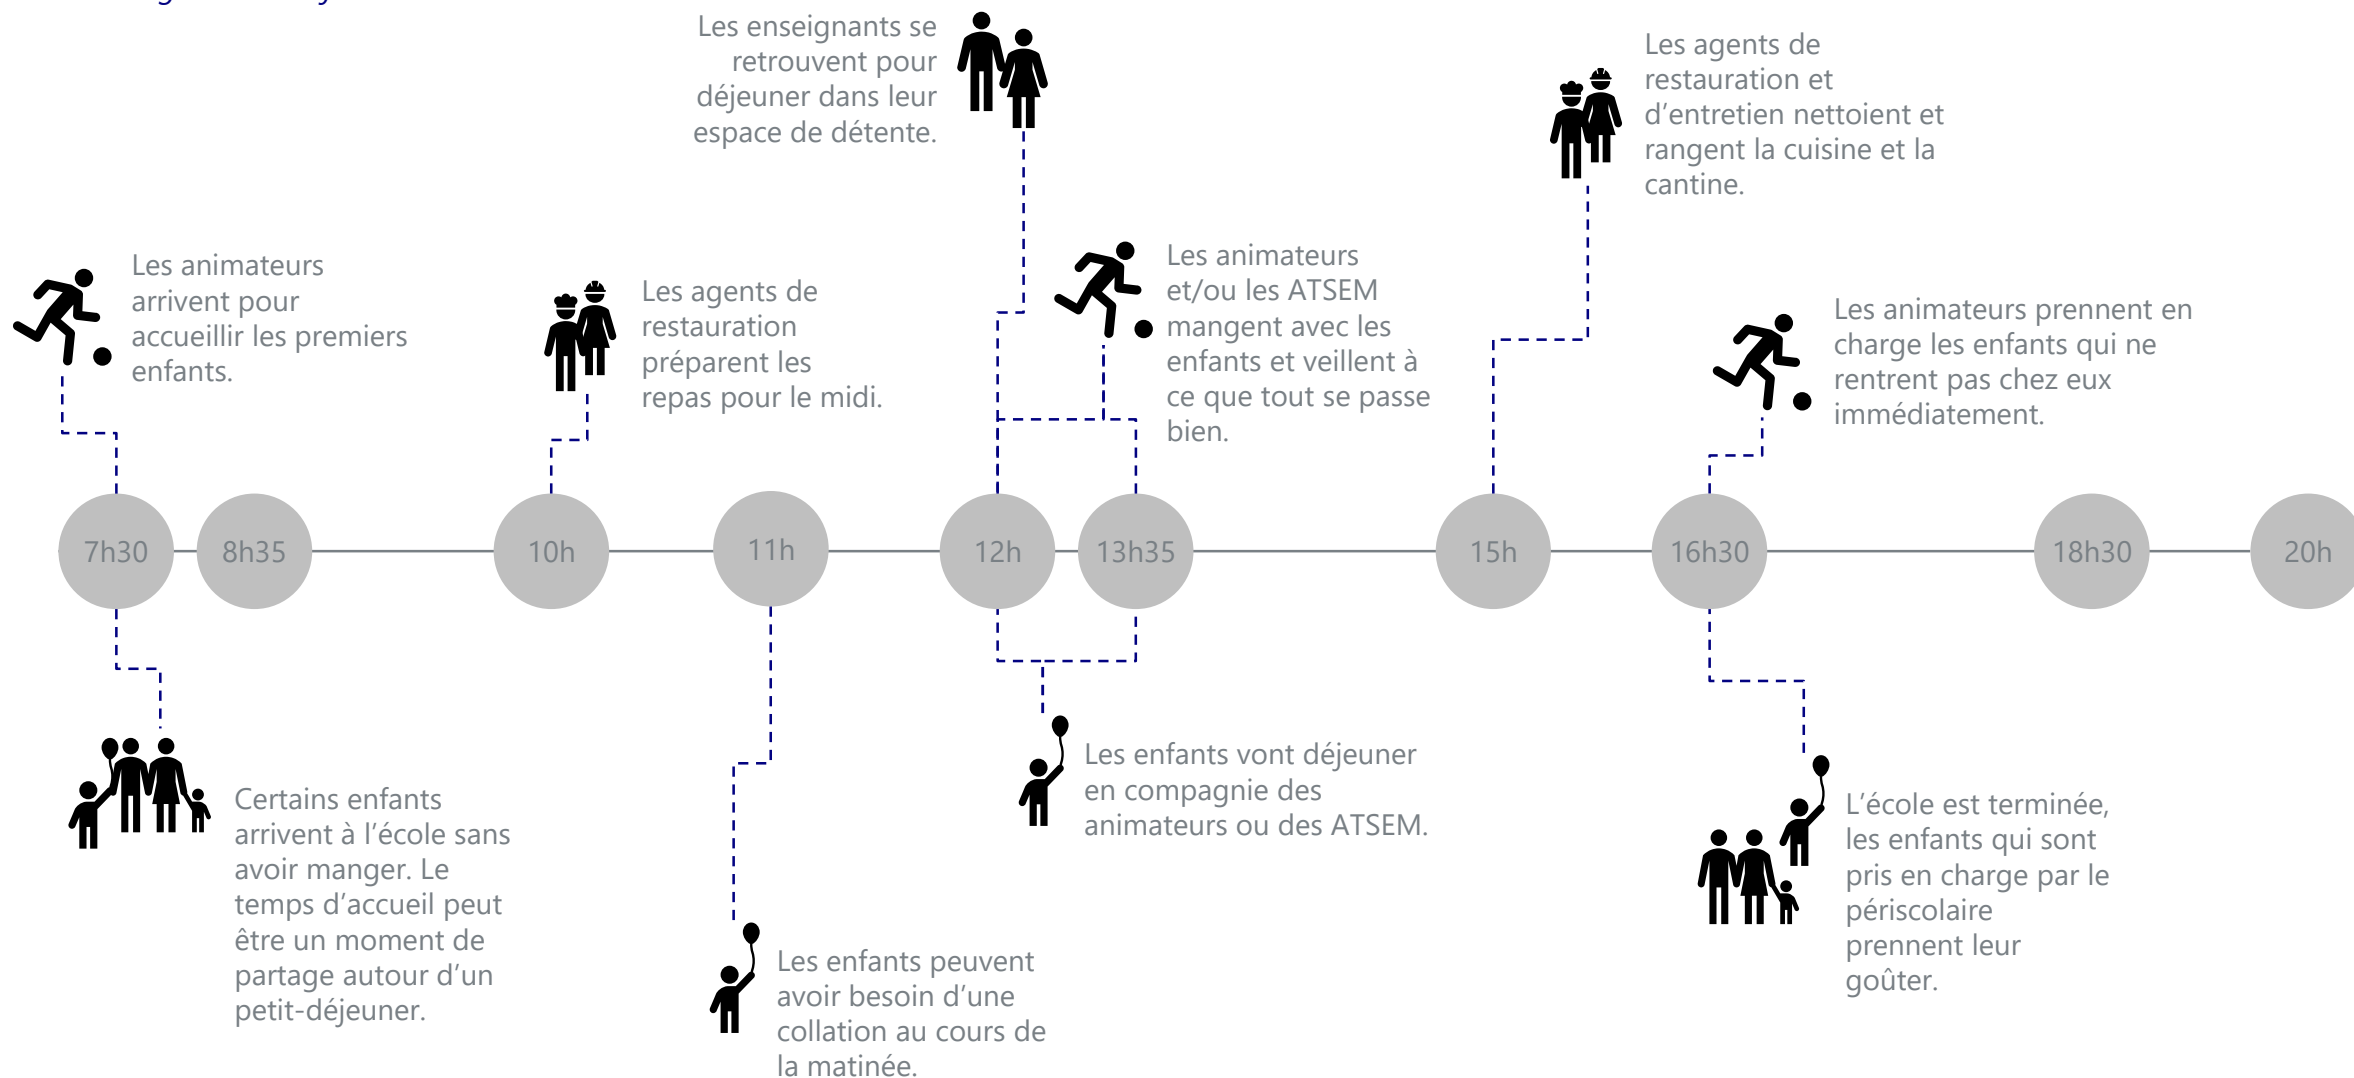 Les enseignants se
retrouvent pour
déjeuner dans leur
espace de détente.
Les agents de
restauration et
d’entretien nettoient et
rangent la cuisine et la
cantine.
Les animateurs
arrivent pour
accueillir les premiers
enfants.
Les agents de
restauration
préparent les
repas pour le midi.
Les animateurs
et/ou les ATSEM
mangent avec les
enfants et veillent à
ce que tout se passe
bien.
Les animateurs prennent en
charge les enfants qui ne
rentrent pas chez eux
immédiatement.
7h30
8h35
10h
11h
12h
13h35
15h
16h30
18h30
20h
Certains enfants
arrivent à l’école sans
avoir manger. Le
temps d’accueil peut
être un moment de
partage autour d’un
petit-déjeuner.
Les enfants peuvent
avoir besoin d’une
collation au cours de
la matinée.
Les enfants vont déjeuner
en compagnie des
animateurs ou des ATSEM.
L’école est terminée,
les enfants qui sont
pris en charge par le
périscolaire
prennent leur
goûter.